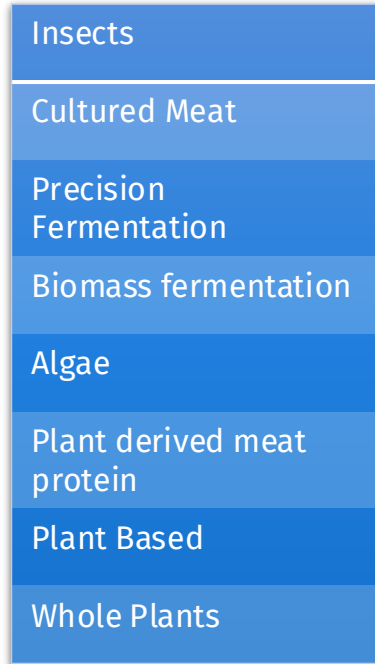 Insects
Cultured Meat
Precision
Fermentation
Biomass fermentation
Algae
Plant derived meat
protein
Plant Based
Whole Plants